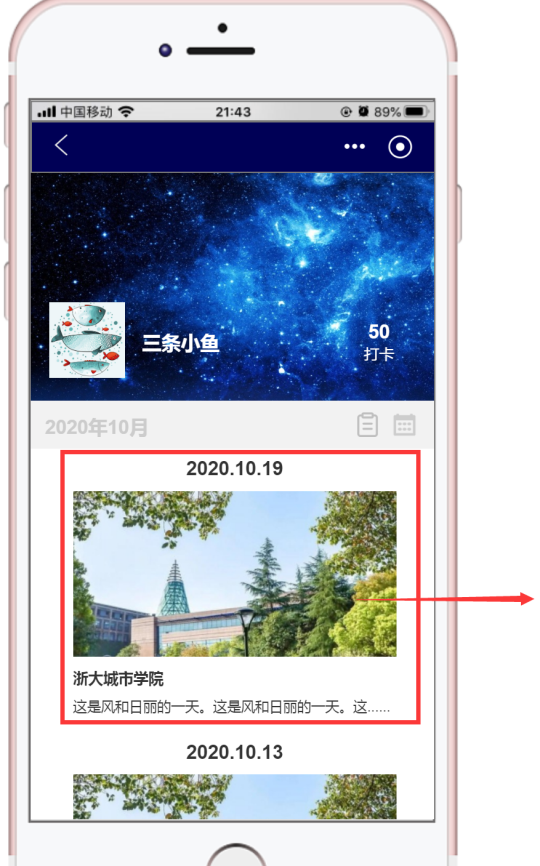 中国移动 21:43 89%
三条小鱼
50
打卡
2020年10月
2020.10.19
浙大城市学院
这是风和日丽的一天。这是风和日丽的一天。这......
2020.10.13